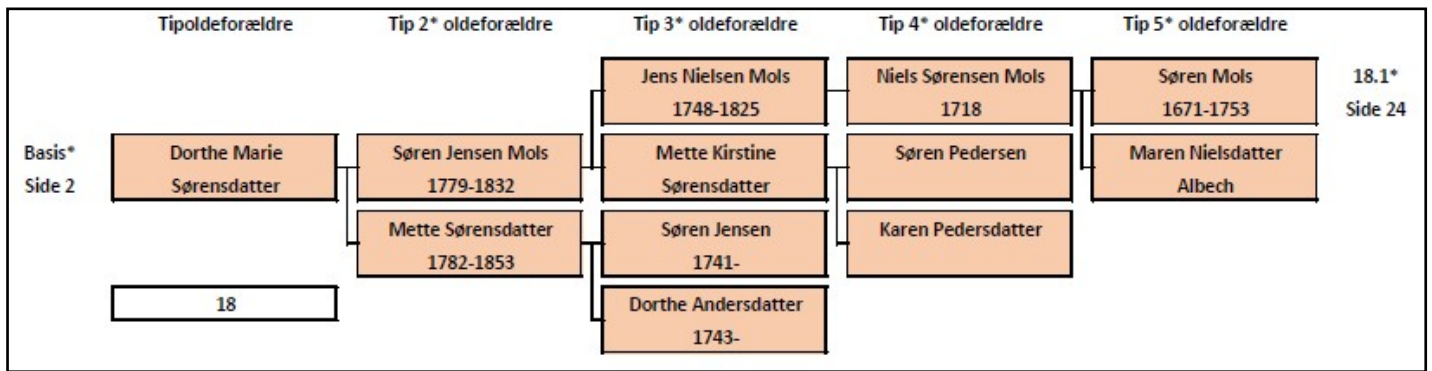 Tipoldeforældre Tip 2* oldeforældre Tip 3* oldeforældre Tip 4* oldeforældre Tip 5* oldeforældre
Jens Nielsen Mols Niels Sørensen Mols Søren Mols 18.1*
1748-1825 1718 1671-1753 Side 24
Basis* Dorthe Marie Søren Jensen Mols Mette Kirstine Søren Pedersen Maren Nielsdatter
Side 2 Sørensdatter 1779-1832 Sørensdatter Albech
Mette Sørensdatter Søren Jensen Karen Pedersdatter
1782-1853 1741-
18 Dorthe Andersdatter
1743-